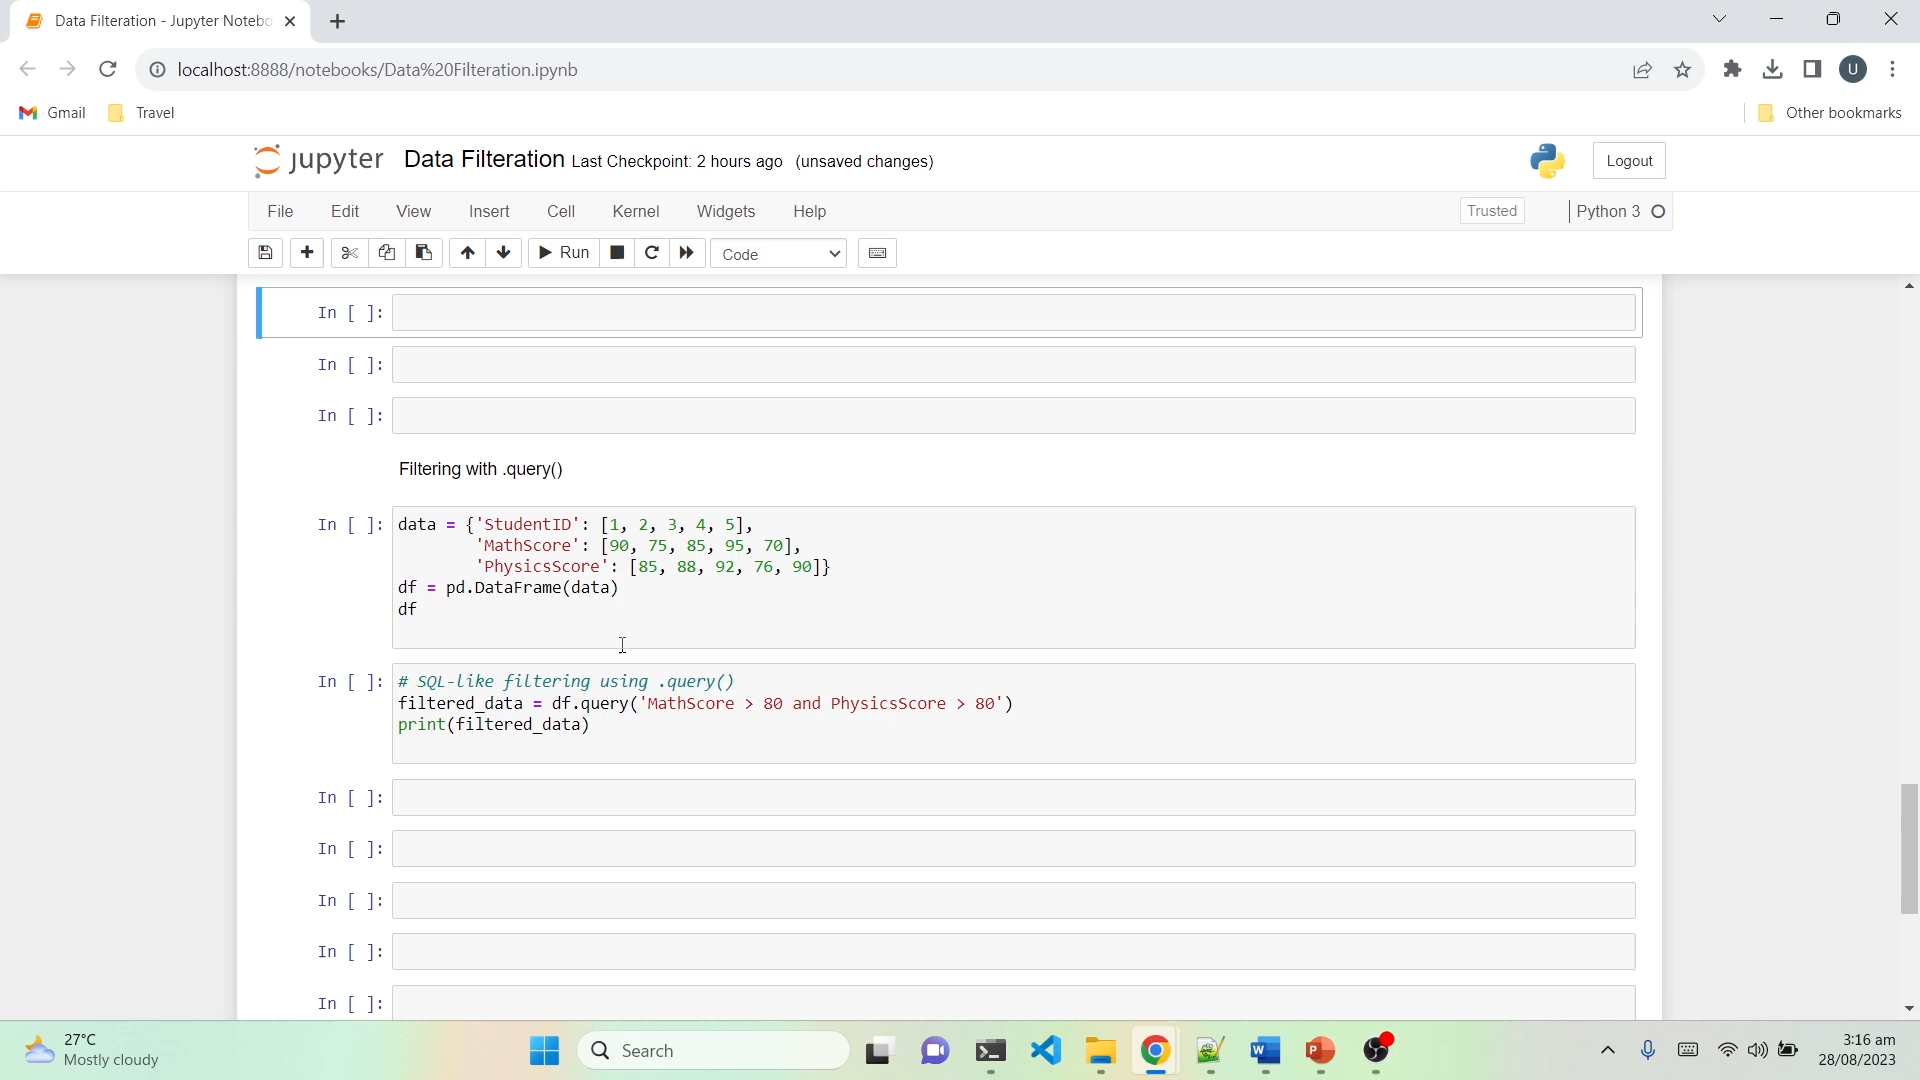 Data Filteration - Jupyter Notebo
localhost:8888/notebooks/Data%20Filteration.ipynb
U
Gmail
Travel
Other bookmarks
jupyter Data Filteration Last Checkpoint: 2 hours ago (unsaved changes)
Logout
File Edit View Insert Cell Kernel Widgets Help
Trusted
Python 3
Run
Code
In [ ]:
In [ ]:
In [ ]:
Filtering with .query()
In [ ]: data = {'StudentID': [1, 2, 3, 4, 5],
'MathScore': [90, 75, 85, 95, 70],
'PhysicsScore': [85, 88, 92, 76, 90]}
df = pd.DataFrame(data)
df
In [ ]: # SQL-like filtering using .query()
filtered_data = df.query('MathScore > 80 and PhysicsScore > 80')
print(filtered_data)
In [ ]:
In [ ]:
In [ ]:
In [ ]:
In [ ]:
27°C
Mostly cloudy
Search
W
P
3:16 am
28/08/2023